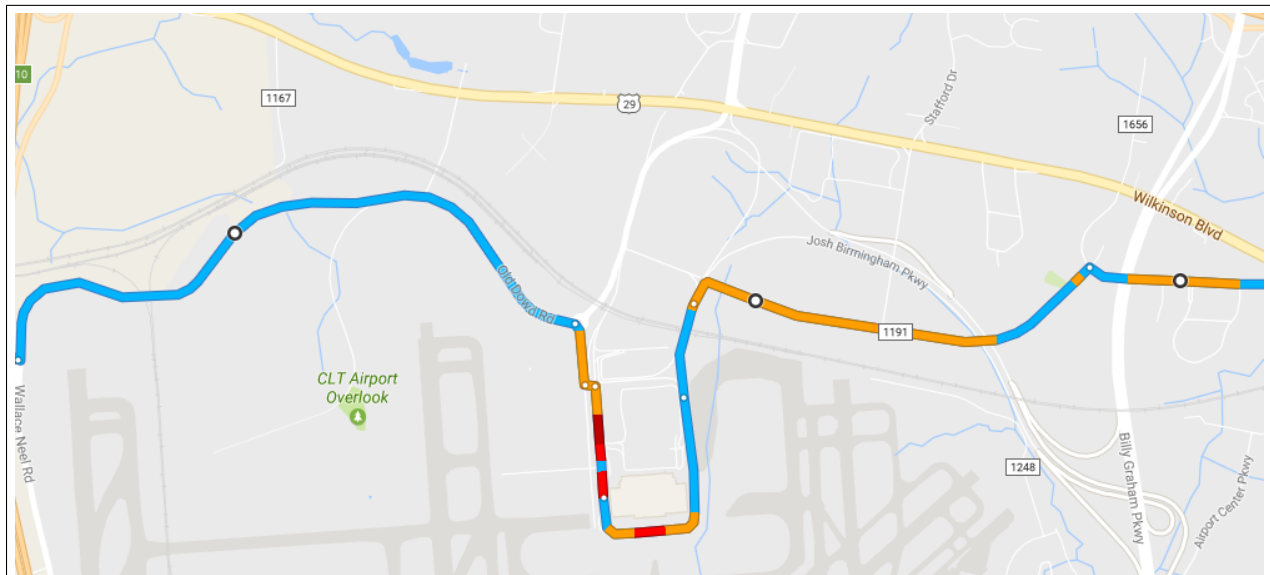 10
1167
29
Stafford Dr
1656
Wilkinson Blvd
Josh Birmingham Pkwy
Old Dowd Rd
1191
CLT Airport
Overlook
Wallace Neel Rd
1248
Billy Graham Pkwy
Airport Center Pkwy